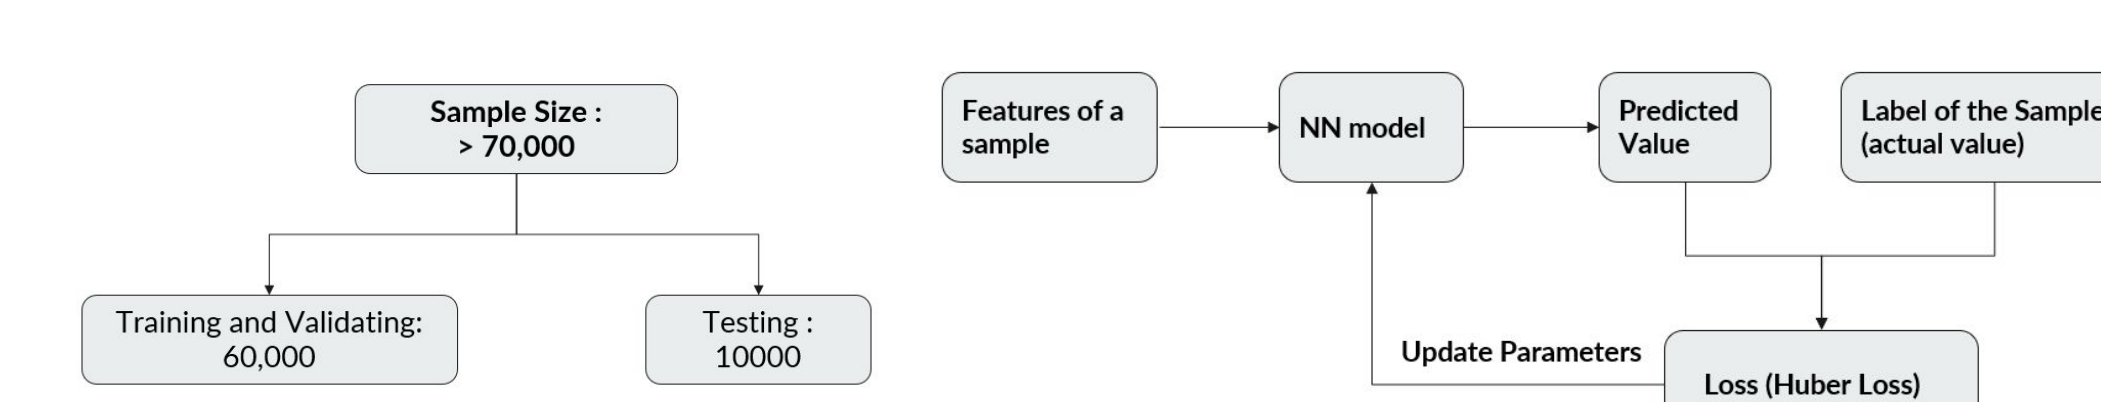 Sample Size :
> 70,000
Training and Validating:
60,000
Testing :
10000
Features of a
sample
NN model
Predicted
Value
Label of the Sample
(actual value)
Update Parameters
Loss (Huber Loss)